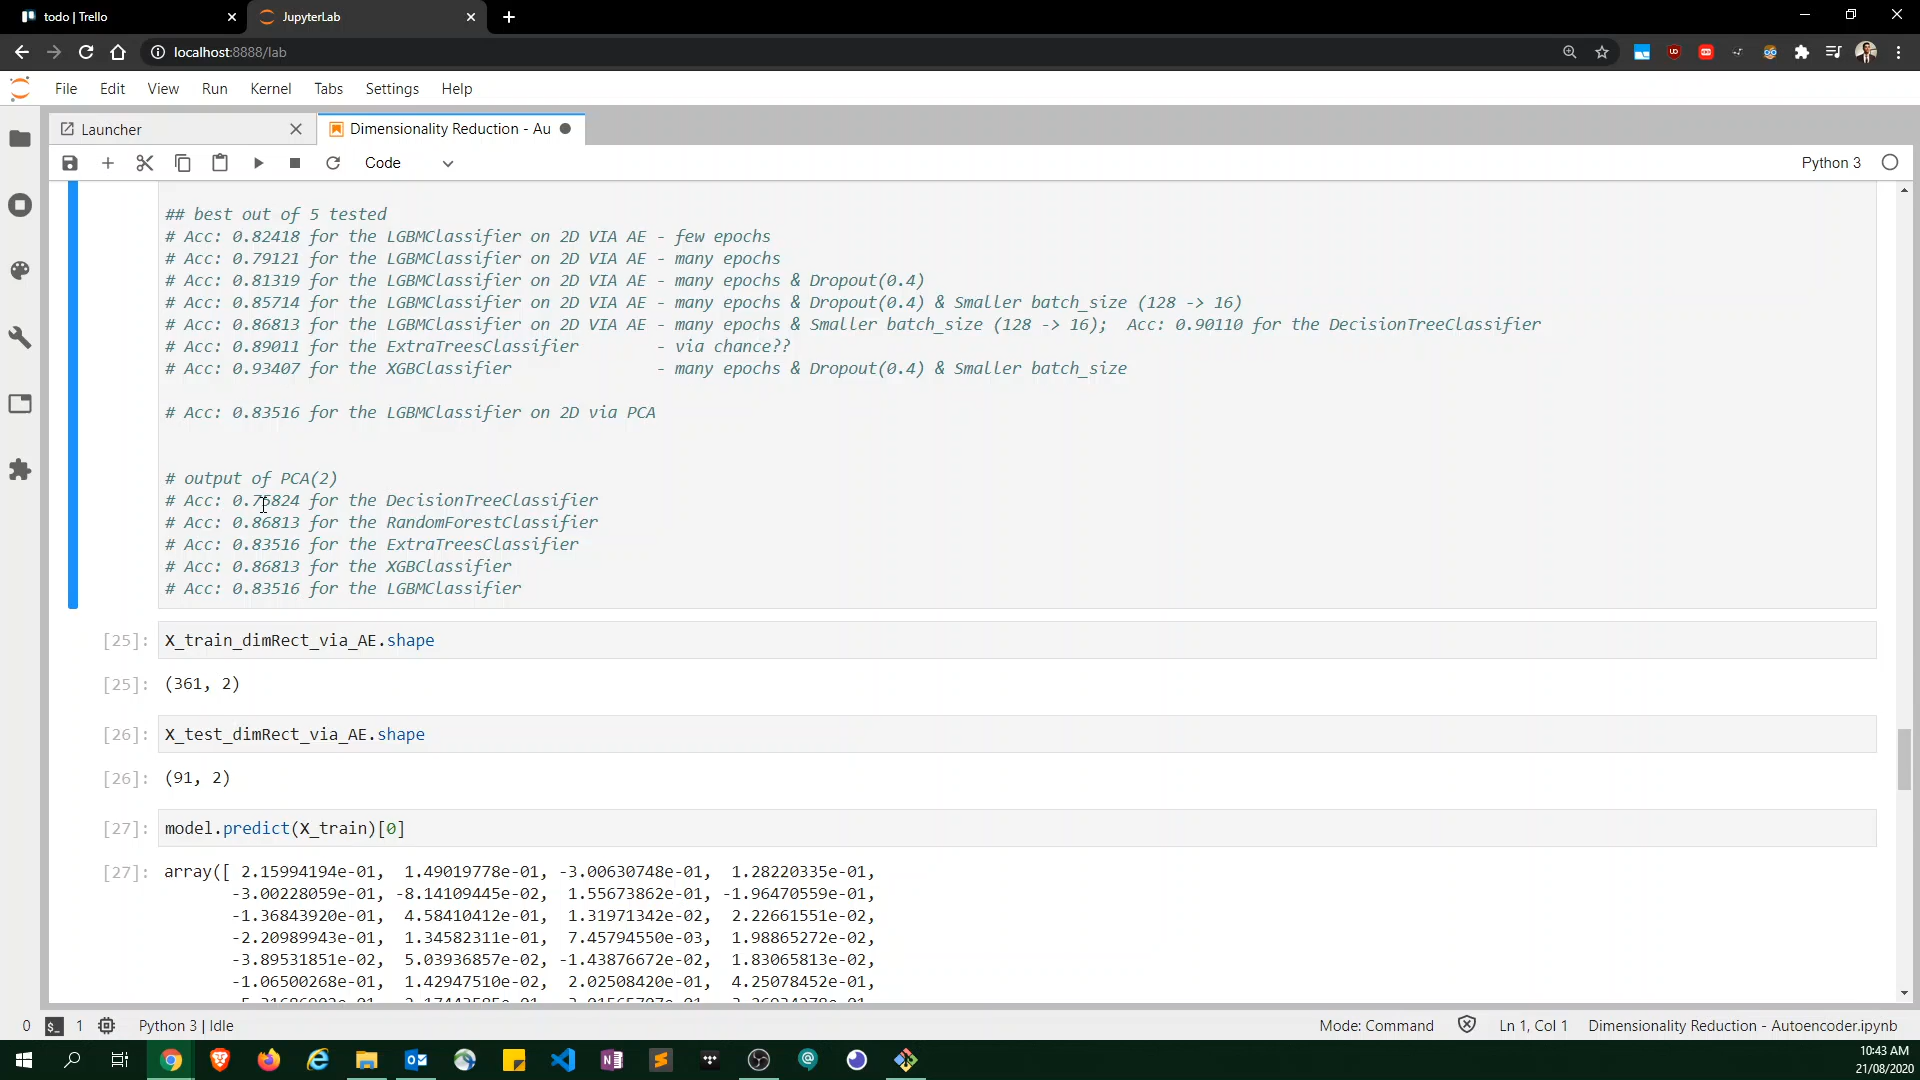 todo | Trello
JupyterLab
localhost:8888/lab
File Edit View Run Kernel Tabs Settings Help
Launcher
Dimensionality Reduction - Au
Code
Python 3
## best out of 5 tested
# Acc: 0.82418 for the LGBMClassifier on 2D VIA AE - few epochs
# Acc: 0.79121 for the LGBMClassifier on 2D VIA AE - many epochs
# Acc: 0.81319 for the LGBMClassifier on 2D VIA AE - many epochs & Dropout(0.4)
# Acc: 0.85714 for the LGBMClassifier on 2D VIA AE - many epochs & Dropout(0.4) & Smaller batch_size (128 -> 16)
# Acc: 0.86813 for the LGBMClassifier on 2D VIA AE - many epochs & Smaller batch_size (128 -> 16);  Acc: 0.90110 for the DecisionTreeClassifier
# Acc: 0.89011 for the ExtraTreesClassifier        - via chance??
# Acc: 0.93407 for the XGBClassifier               - many epochs & Dropout(0.4) & Smaller batch_size
# Acc: 0.83516 for the LGBMClassifier on 2D via PCA
# output of PCA(2)
# Acc: 0.75824 for the DecisionTreeClassifier
# Acc: 0.86813 for the RandomForestClassifier
# Acc: 0.83516 for the ExtraTreesClassifier
# Acc: 0.86813 for the XGBClassifier
# Acc: 0.83516 for the LGBMClassifier
[25]: X_train_dimRect_via_AE.shape
[25]: (361, 2)
[26]: X_test_dimRect_via_AE.shape
[26]: (91, 2)
[27]: model.predict(X_train)[0]
[27]: array([ 2.15994194e-01,  1.49019778e-01, -3.00630748e-01,  1.28220335e-01,
-3.00228059e-01, -8.14109445e-02,  1.55673862e-01, -1.96470559e-01,
-1.36843920e-01,  4.58410412e-01,  1.31971342e-02,  2.22661551e-02,
-2.20989943e-01,  1.34582311e-01,  7.45794550e-03,  1.98865272e-02,
-3.89531851e-02,  5.03936857e-02, -1.43876672e-02,  1.83065813e-02,
-1.06500268e-01,  1.42947510e-02,  2.02508420e-01,  4.25078452e-01,
0 $_ 1 Python 3 | Idle
Mode: Command Ln 1, Col 1 Dimensionality Reduction - Autoencoder.ipynb
10:43 AM
21/08/2020